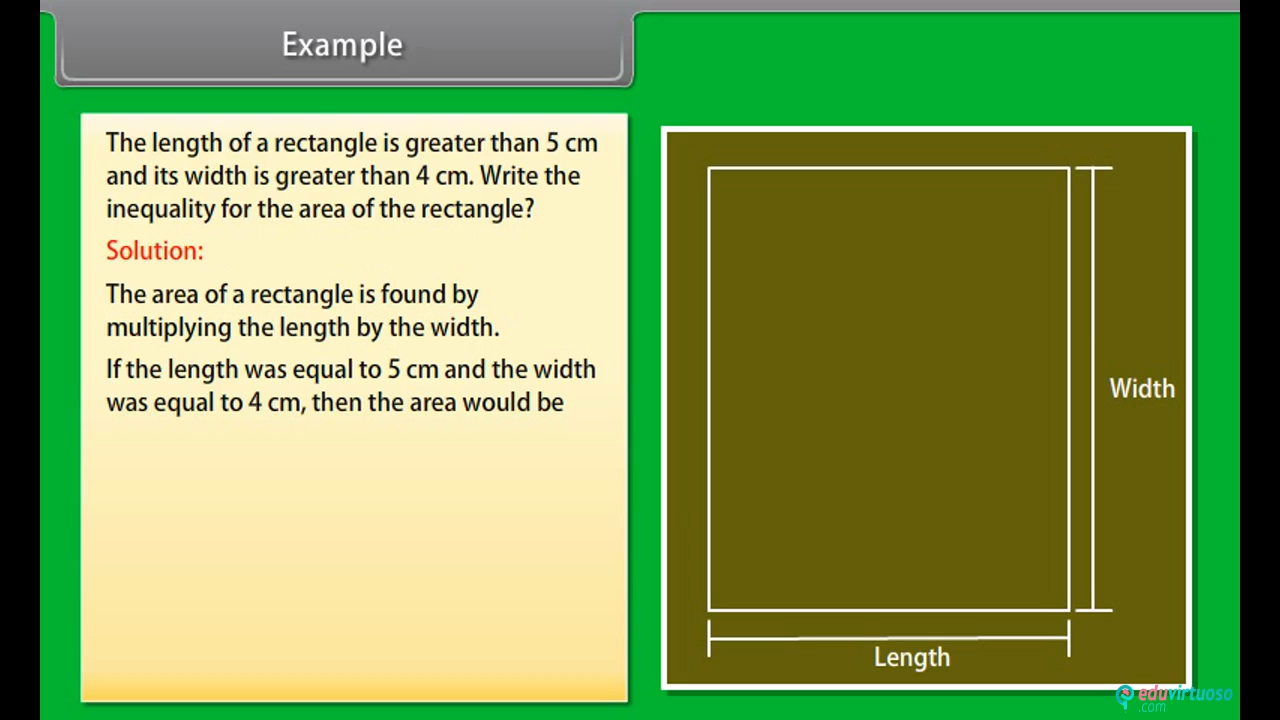 Example
The length of a rectangle is greater than 5 cm
and its width is greater than 4 cm. Write the
inequality for the area of the rectangle?
Solution:
The area of a rectangle is found by
multiplying the length by the width.
If the length was equal to 5 cm and the width
was equal to 4 cm, then the area would be
Width
Length
eduvirtuoso
.com